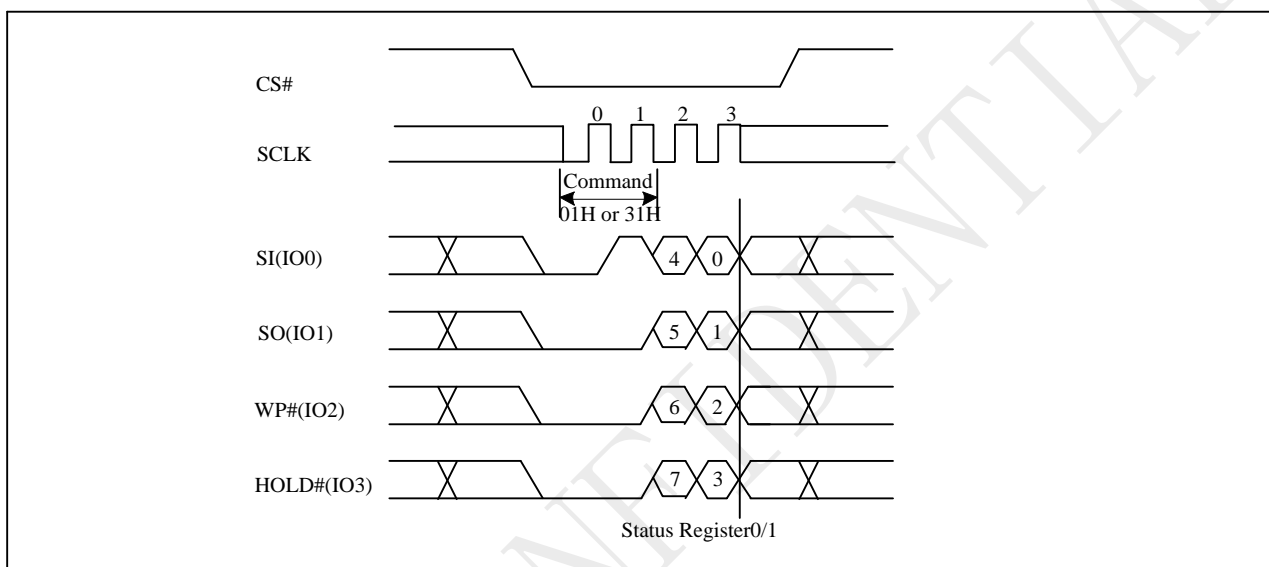 CS#
0 1 2 3
SCLK
Command
01H or 31H
SI(IO0) 4 0
SO(IO1) 5 1
WP#(IO2) 6 2
HOLD#(IO3) 7 3
Status Register0/1
NFIDENTIA